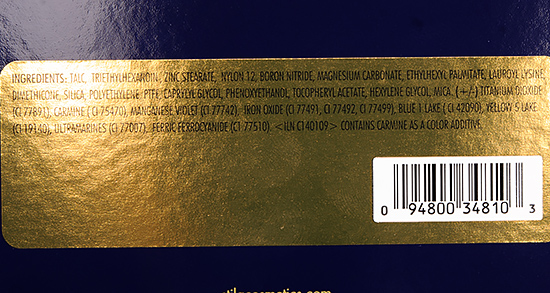 INGREDIENTS: TALC, TRIETHYLHEXANOIN, ZINC STEARATE, NYLON 12, BORON NITRIDE, MAGNESIUM CARBONATE, ETHYLHEXYL PALMITATE, LAUROYL LYSINE,
DIMETHICONE, SILICA, POLYETHYLENE, PTFE, CAPRYLYL GLYCOL, PHENOXYETHANOL, TOCOPHERYL ACETATE, HEXYLENE GLYCOL, MICA. (+/-) TITANIUM DIOXIDE
(CI 77891), CARMINE ( CI 75470), MANGANESE VIOLET (CI 77742). IRON OXIDE (CI 77491, CI 77492, CI 77499), BLUE 1 LAKE ( CI 42090), YELLOW 5 LAKE
(CI 19140), ULTRAMARINES (CI 77007). FERRIC FERROCYANIDE (CI 77510). <ILN C140109> CONTAINS CARMINE AS A COLOR ADDITIVE.
0 94800 34810 3